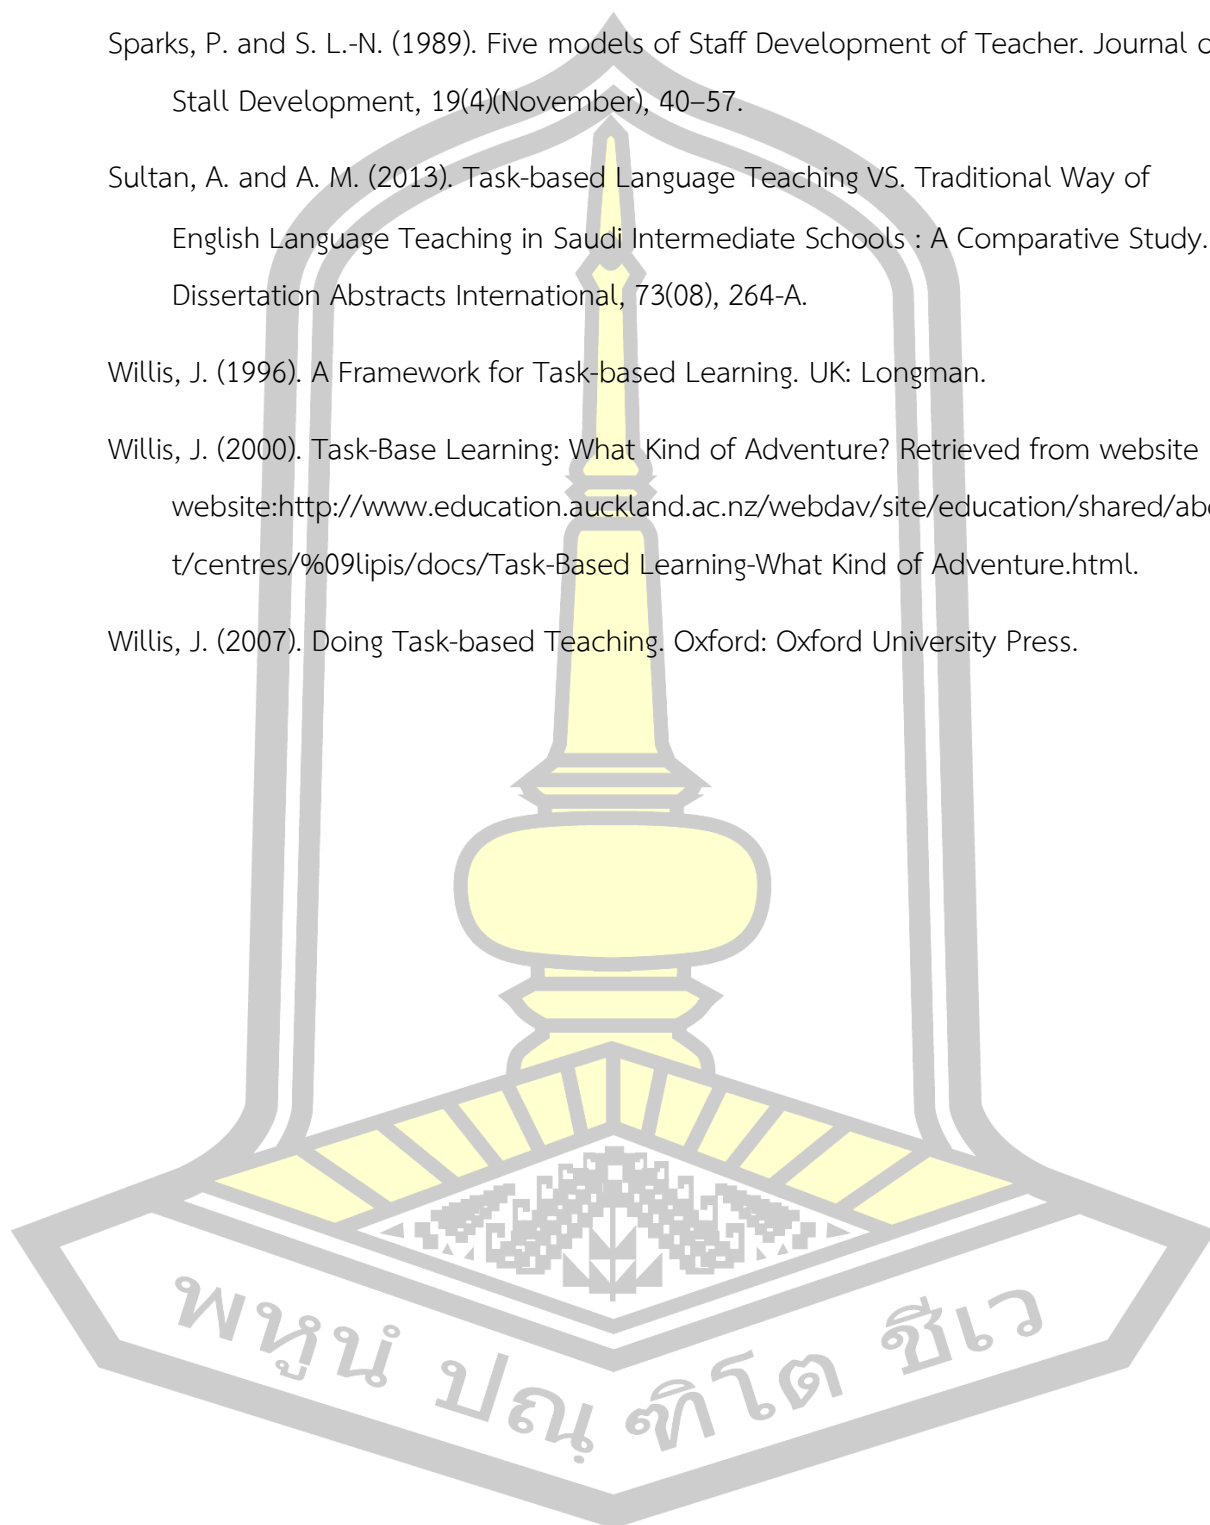 Sparks, P. and S. L.-N. (1989). Five models of Staff Development of Teacher. Journal
Stall Development, 19(4)(November), 40–57.
Sultan, A. and A. M. (2013). Task-based Language Teaching VS. Traditional Way of
English Language Teaching in Saudi Intermediate Schools : A Comparative Study.
Dissertation Abstracts International, 73(08), 264-A.
Willis, J. (1996). A Framework for Task-based Learning. UK: Longman.
Willis, J. (2000). Task-Base Learning: What Kind of Adventure? Retrieved from website
website:http://www.education.auckland.ac.nz/webdav/site/education/shared/abo
t/centres/%09lipis/docs/Task-Based Learning-What Kind of Adventure.html.
Willis, J. (2007). Doing Task-based Teaching. Oxford: Oxford University Press.
พหูนํ ปณฺฑิโต ชีเว